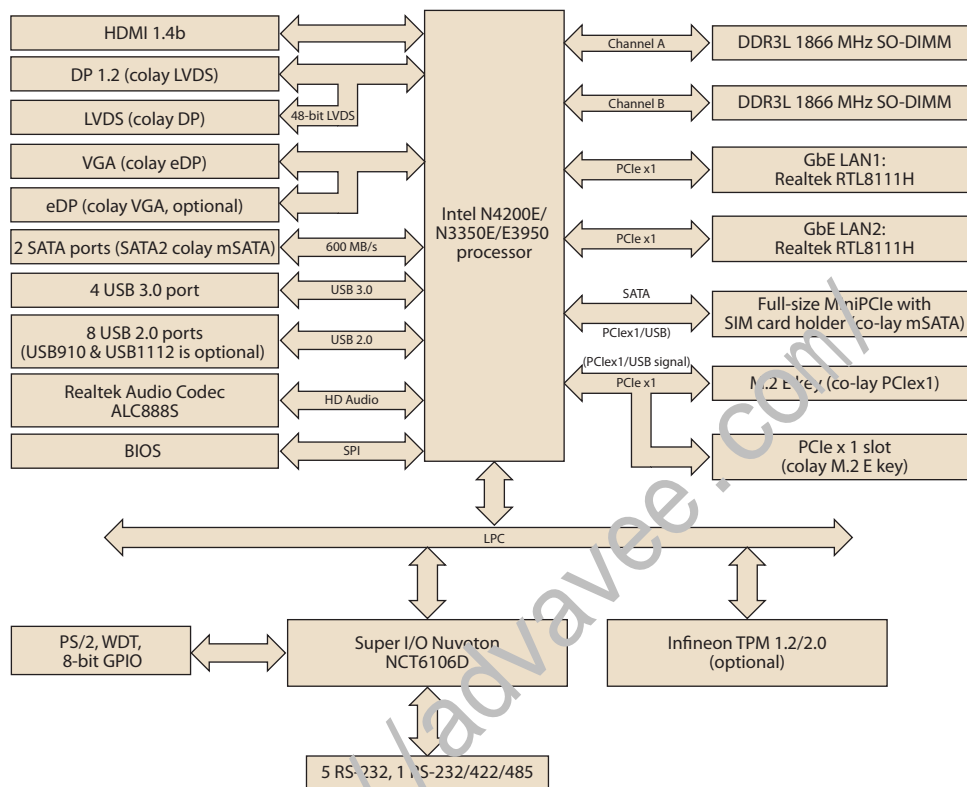 HDMI 1.4b
DP 1.2 (colay LVDS)
48-bit LVDS
LVDS (colay DP)
VGA (colay eDP)
eDP (colay VGA, optional)
2 SATA ports (SATA2 colay mSATA)
600 MB/s
4 USB 3.0 port
USB 3.0
8 USB 2.0 ports
(USB910 & USB1112 is optional)
USB 2.0
Realtek Audio Codec
ALC888S
HD Audio
BIOS
SPI
Intel N4200E/
N3350E/E3950
processor
Channel A
DDR3L 1866 MHz SO-DIMM
Channel B
DDR3L 1866 MHz SO-DIMM
PCIe x1
GbE LAN1:
Realtek RTL8111H
PCIe x1
GbE LAN2:
Realtek RTL8111H
SATA
PCIex1/USB)
Full-size MiniPCIe with
SIM card holder (co-lay mSATA)
(PCIex1/USB signal)
PCIe x1
M.2 E key (co-lay PCIex1)
PCIe x 1 slot
(colay M.2 E key)
LPC
PS/2, WDT,
8-bit GPIO
Super I/O Nuvoton
NCT6106D
Infineon TPM 1.2/2.0
(optional)
5 RS-232, 1 RS-232/422/485
//advavee.com/